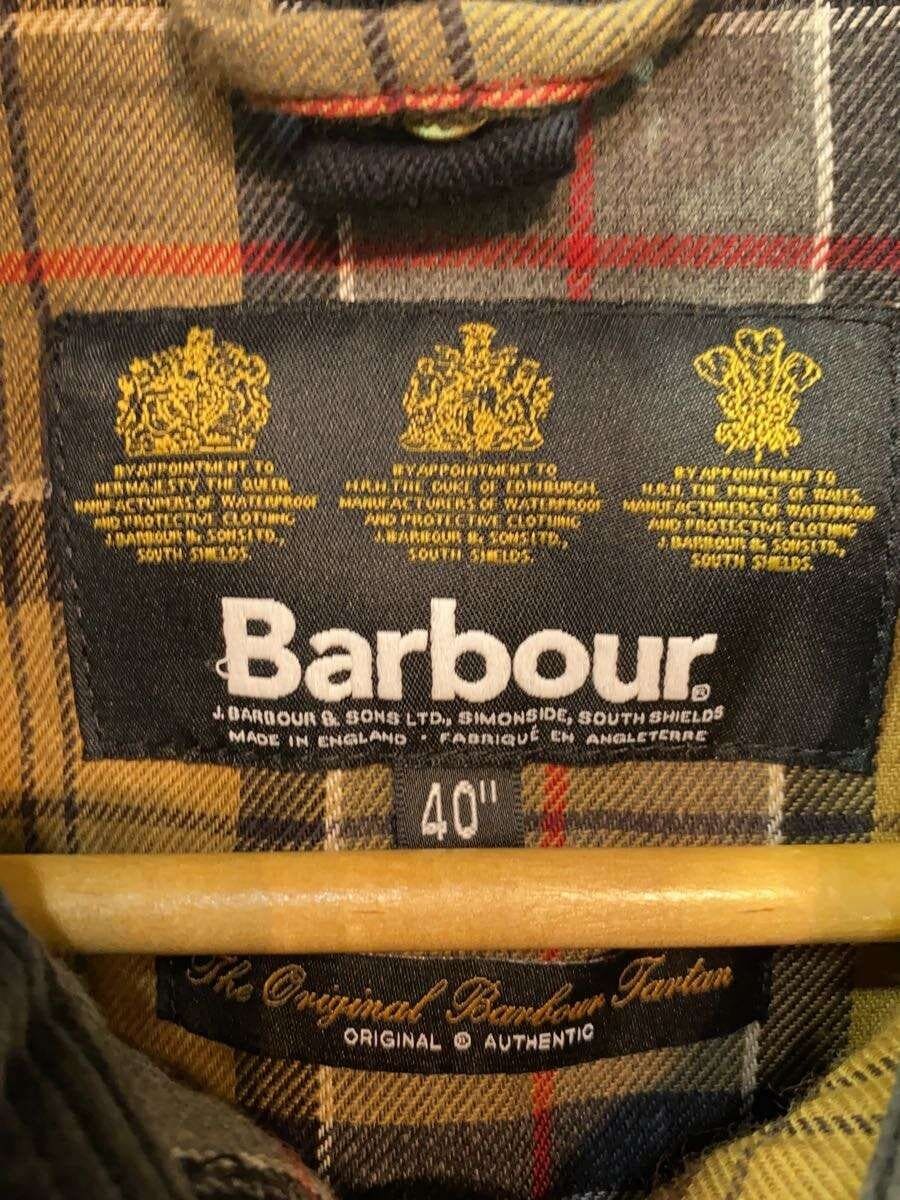 BY APPOINTMENT TO
HER MAJESTY THE QUEEN
MANUFACTURERS OF WATERPROOF
AND PROTECTIVE CLOTHING
J. BARBOUR & SONS LTD.,
SOUTH SHIELDS.
BY APPOINTMENT TO
H.R.H. THE DUKE OF EDINBURGH
MANUFACTURERS OF WATERPROOF
AND PROTECTIVE CLOTHING
J. BARBOUR & SONS LTD.,
SOUTH SHIELDS.
BY APPOINTMENT TO
H.R.H. THE PRINCE OF WALES
MANUFACTURERS OF WATERPROOF
AND PROTECTIVE CLOTHING
J. BARBOUR & SONS LTD.,
SOUTH SHIELDS.
Barbour®
J. BARBOUR & SONS LTD., SIMONSIDE, SOUTH SHIELDS
MADE IN ENGLAND · FABRIQUÉ EN ANGLETERRE
40"
The Original Barbour Tartan
ORIGINAL ® AUTHENTIC